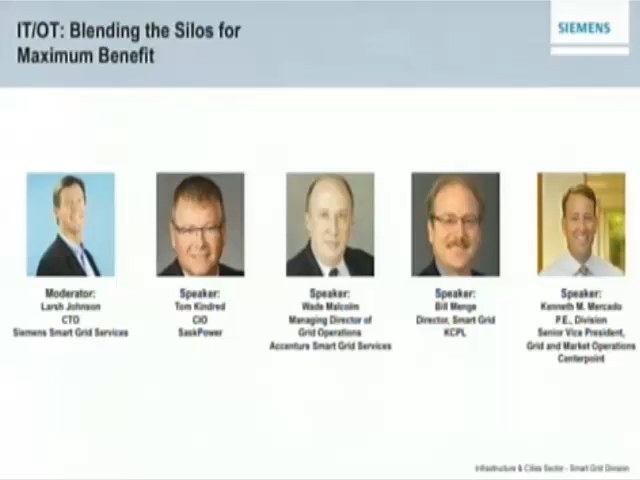 IT/OT: Blending the Silos for
Maximum Benefit
SIEMENS
Moderator:
Larsh Johnson
CTO
Siemens Smart Grid Services
Speaker:
Tom Kindred
CIO
SaskPower
Speaker:
Wade Malcolm
Managing Director of
Grid Operations
Accenture Smart Grid Services
Speaker:
Bill Menge
Director, Smart Grid
KCPL
Speaker:
Kenneth M. Mercado
P.E., Division
Senior Vice President,
Grid and Market Operations
Centerpoint
Infrastructure & Cities Sector - Smart Grid Division